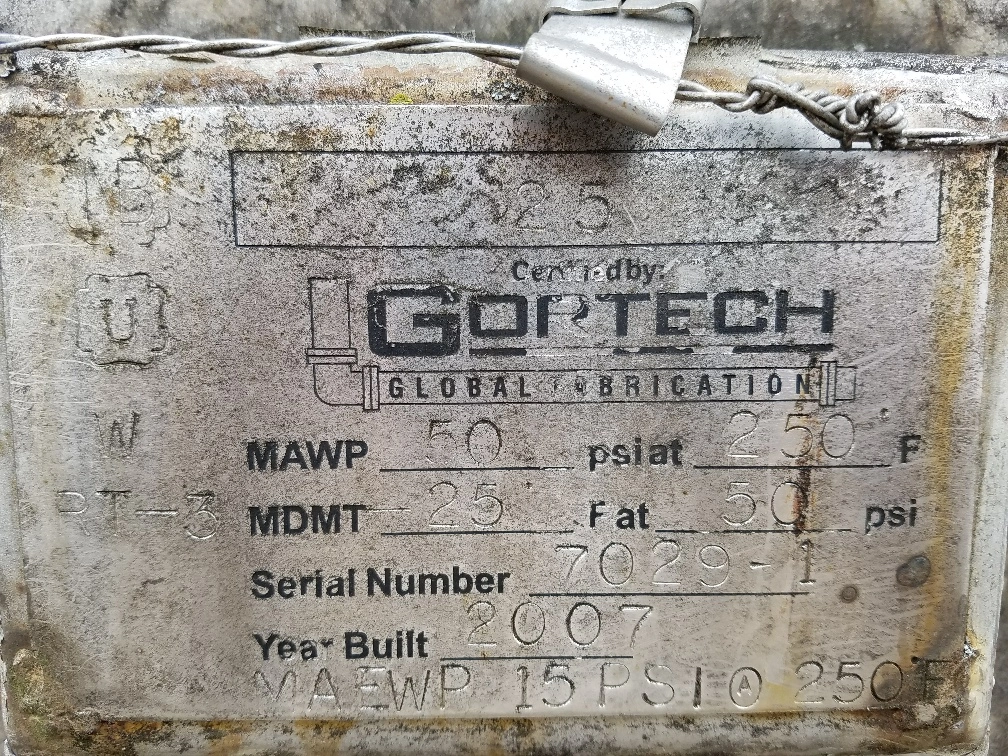 B
25
Certified by:
U
GORTECH
GLOBAL FABRICATION
W
MAWP 50 psi at 250 F
RT-3
MDMT -25 F at 50 psi
Serial Number 7029-1
Year Built 2007
MAEWP 15 PSI @ 250 F